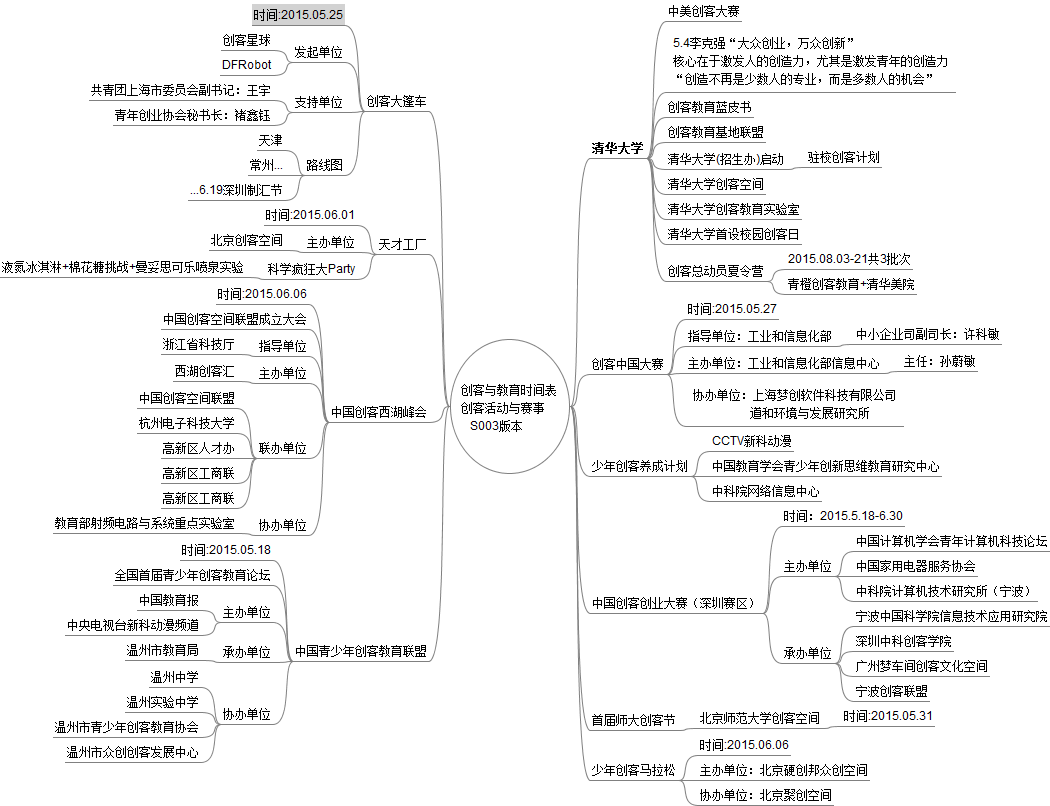 创客与教育时间表
创客活动与赛事
S003版本
创客大篷车
时间:2015.05.25
发起单位
创客星球
DFRobot
支持单位
共青团上海市委员会副书记：王宇
青年创业协会秘书长：褚鑫钰
路线图
天津
常州...
...6.19深圳制汇节
天才工厂
时间:2015.06.01
主办单位
北京创客空间
科学疯狂大Party
液氮冰淇淋+棉花糖挑战+曼妥思可乐喷泉实验
中国创客西湖峰会
时间:2015.06.06
中国创客空间联盟成立大会
指导单位
浙江省科技厅
主办单位
西湖创客汇
联办单位
中国创客空间联盟
杭州电子科技大学
高新区人才办
高新区工商联
高新区工商联
协办单位
教育部射频电路与系统重点实验室
中国青少年创客教育联盟
时间:2015.05.18
全国首届青少年创客教育论坛
主办单位
中国教育报
中央电视台新科动漫频道
承办单位
温州市教育局
协办单位
温州中学
温州实验中学
温州市青少年创客教育协会
温州市众创创客发展中心
清华大学
中美创客大赛
5.4李克强“大众创业，万众创新”
核心在于激发人的创造力，尤其是激发青年的创造力
“创造不再是少数人的专业，而是多数人的机会”
创客教育蓝皮书
创客教育基地联盟
清华大学(招生办)启动
驻校创客计划
清华大学创客空间
清华大学创客教育实验室
清华大学首设校园创客日
创客总动员夏令营
2015.08.03-21共3批次
青橙创客教育+清华美院
创客中国大赛
时间:2015.05.27
指导单位：工业和信息化部
中小企业司副司长：许科敏
主办单位：工业和信息化部信息中心
主任：孙蔚敏
协办单位：上海梦创软件科技有限公司
道和环境与发展研究所
少年创客养成计划
CCTV新科动漫
中国教育学会青少年创新思维教育研究中心
中科院网络信息中心
中国创客创业大赛（深圳赛区）
时间：2015.5.18-6.30
主办单位
中国计算机学会青年计算机科技论坛
中国家用电器服务协会
中科院计算机技术研究所（宁波）
承办单位
宁波中国科学院信息技术应用研究院
深圳中科创客学院
广州梦车间创客文化空间
宁波创客联盟
首届师大创客节
北京师范大学创客空间
时间:2015.05.31
少年创客马拉松
时间:2015.06.06
主办单位：北京硬创邦众创空间
协办单位：北京聚创空间